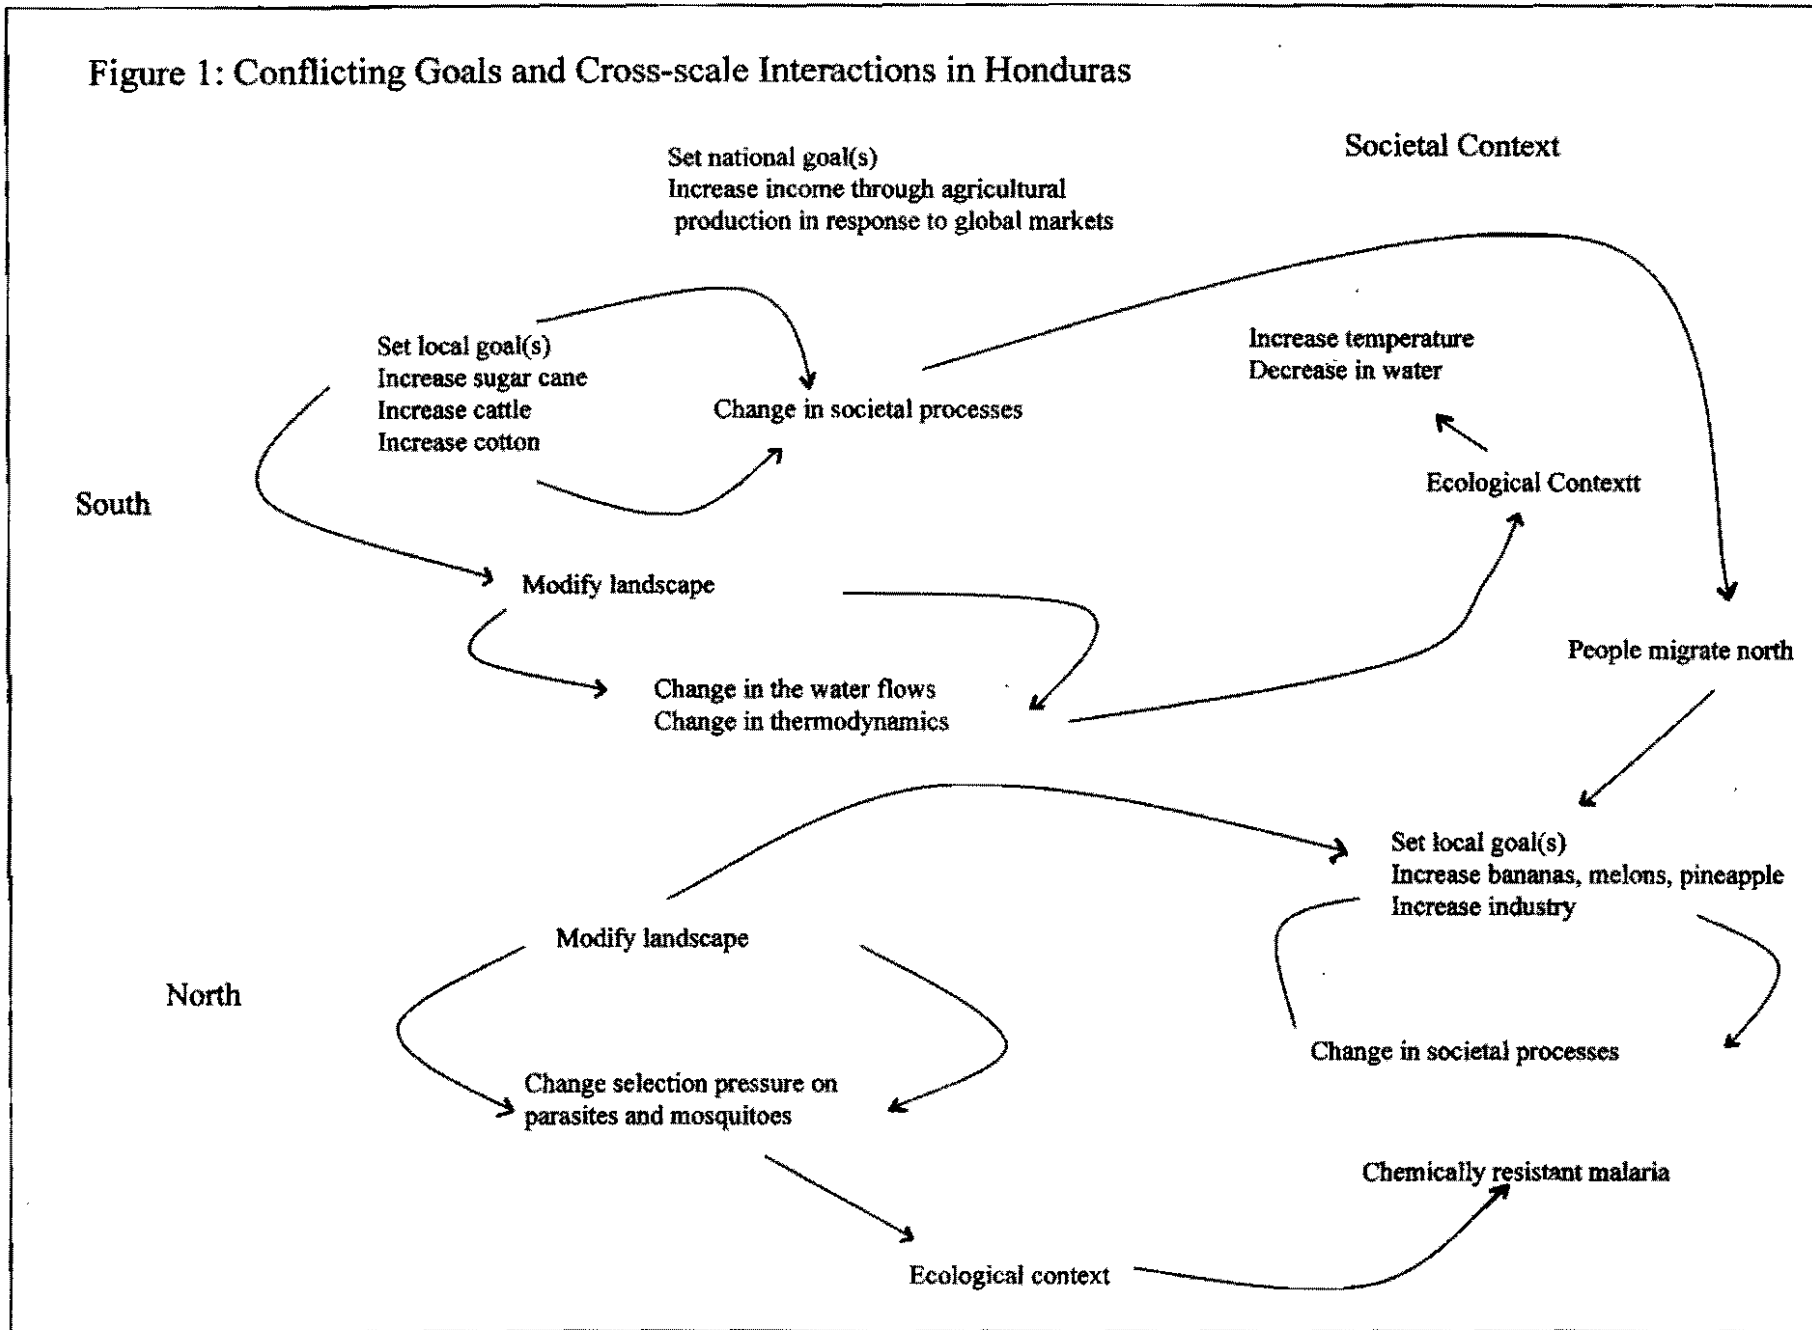 Figure 1: Conflicting Goals and Cross-scale Interactions in Honduras
Societal Context
Set national goal(s)
Increase income through agricultural
production in response to global markets
Set local goal(s)
Increase sugar cane
Increase cattle
Increase cotton
Change in societal processes
Increase temperature
Decrease in water
South
Ecological Contextt
Modify landscape
People migrate north
Change in the water flows
Change in thermodynamics
Set local goal(s)
Increase bananas, melons, pineapple
Increase industry
Modify landscape
North
Change in societal processes
Change selection pressure on
parasites and mosquitoes
Chemically resistant malaria
Ecological context